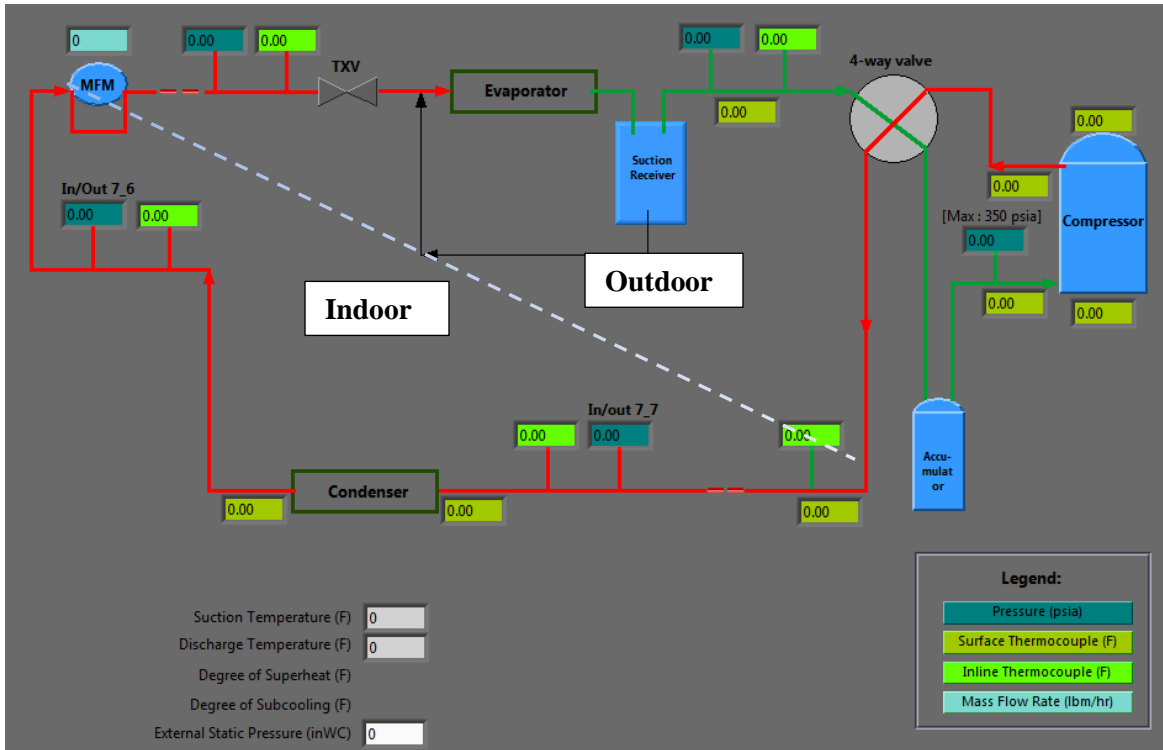 0
0.00
0.00
0.00
0.00
MFM
TXV
4-way valve
Evaporator
0.00
0.00
Suction
Receiver
0.00
In/Out 7_6
0.00
0.00
[Max : 350 psia]
0.00
Compressor
0.00
0.00
Outdoor
Indoor
In/out 7_7
0.00
0.00
0.00
Accu-
mulat
or
Condenser
0.00
0.00
0.00
Legend:
Pressure (psia)
Surface Thermocouple (F)
Inline Thermocouple (F)
Mass Flow Rate (lbm/hr)
Suction Temperature (F) 0
Discharge Temperature (F) 0
Degree of Superheat (F)
Degree of Subcooling (F)
External Static Pressure (inWC) 0